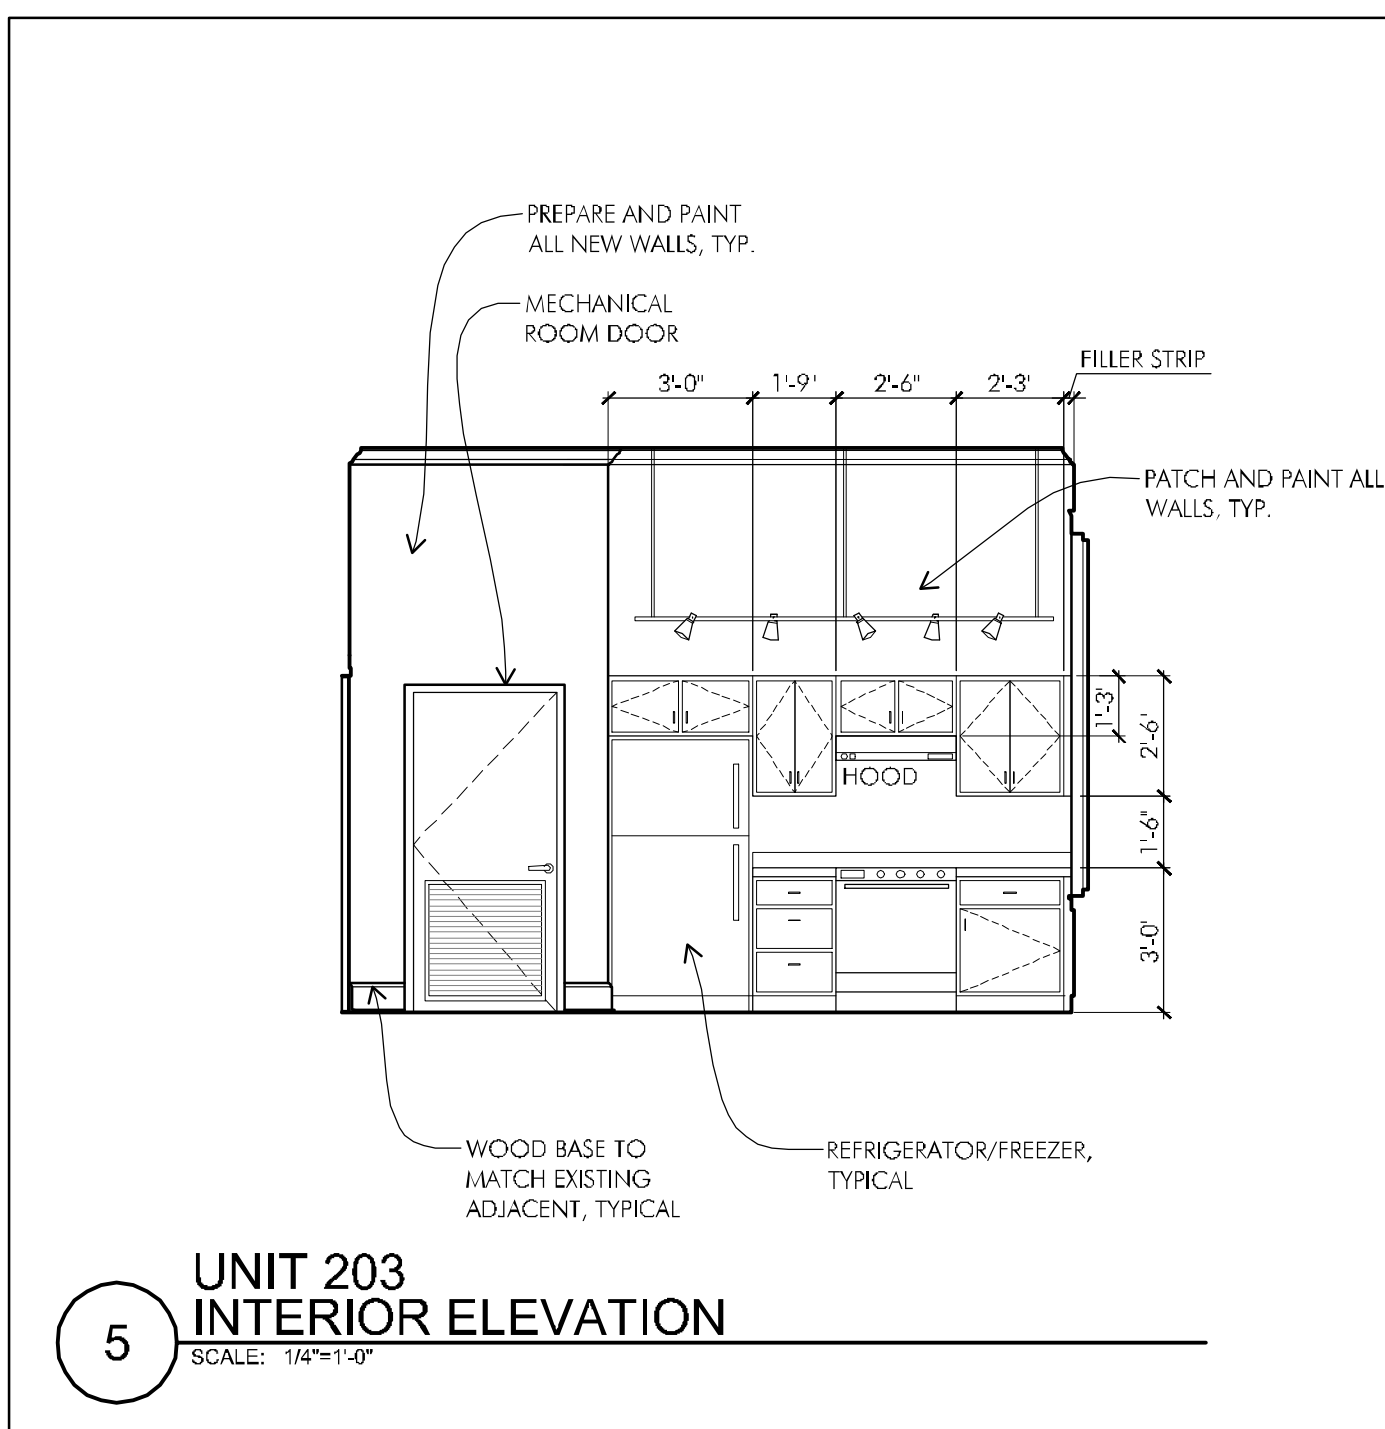 PREPARE AND PAINT
ALL NEW WALLS, TYP.
MECHANICAL
ROOM DOOR
FILLER STRIP
3'-0"
1'-9'
2'-6"
2'-3'
PATCH AND PAINT ALL
WALLS, TYP.
1'-3'
2'-6'
HOOD
1'-6"
3'-0'
WOOD BASE TO
MATCH EXISTING
ADJACENT, TYPICAL
REFRIGERATOR/FREEZER,
TYPICAL
5
UNIT 203
INTERIOR ELEVATION
SCALE: 1/4"=1'-0"